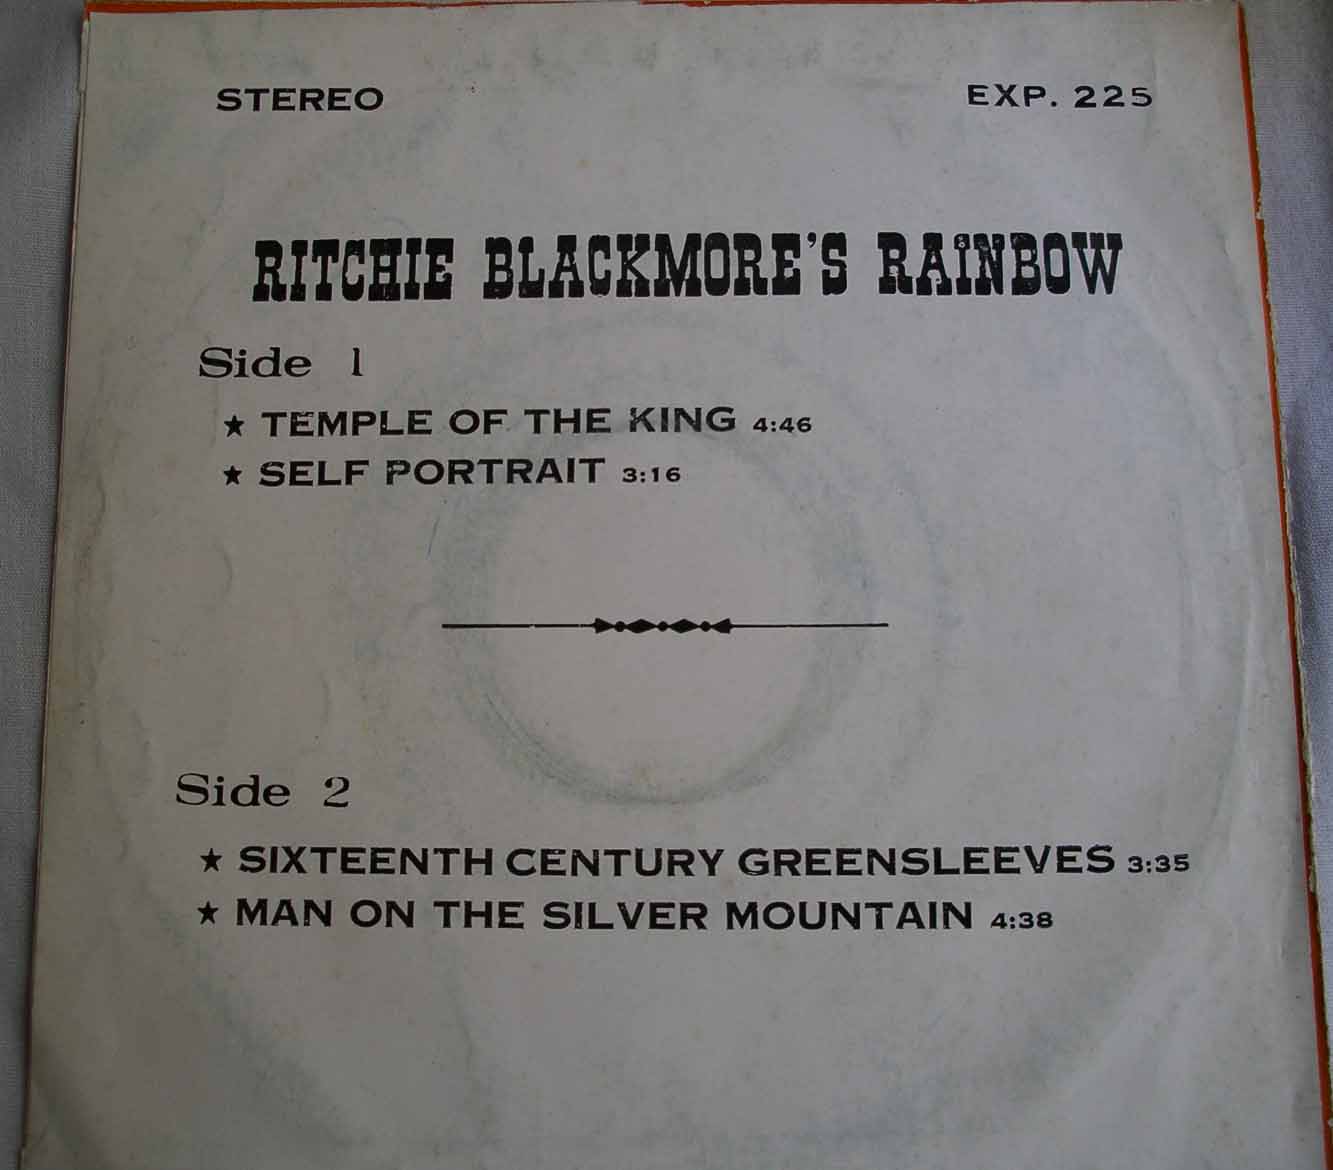 STEREO EXP. 225
RITCHIE BLACKMORE'S RAINBOW
Side 1
★ TEMPLE OF THE KING 4:46
★ SELF PORTRAIT 3:16
Side 2
★ SIXTEENTH CENTURY GREENSLEEVES 3:35
★ MAN ON THE SILVER MOUNTAIN 4:38